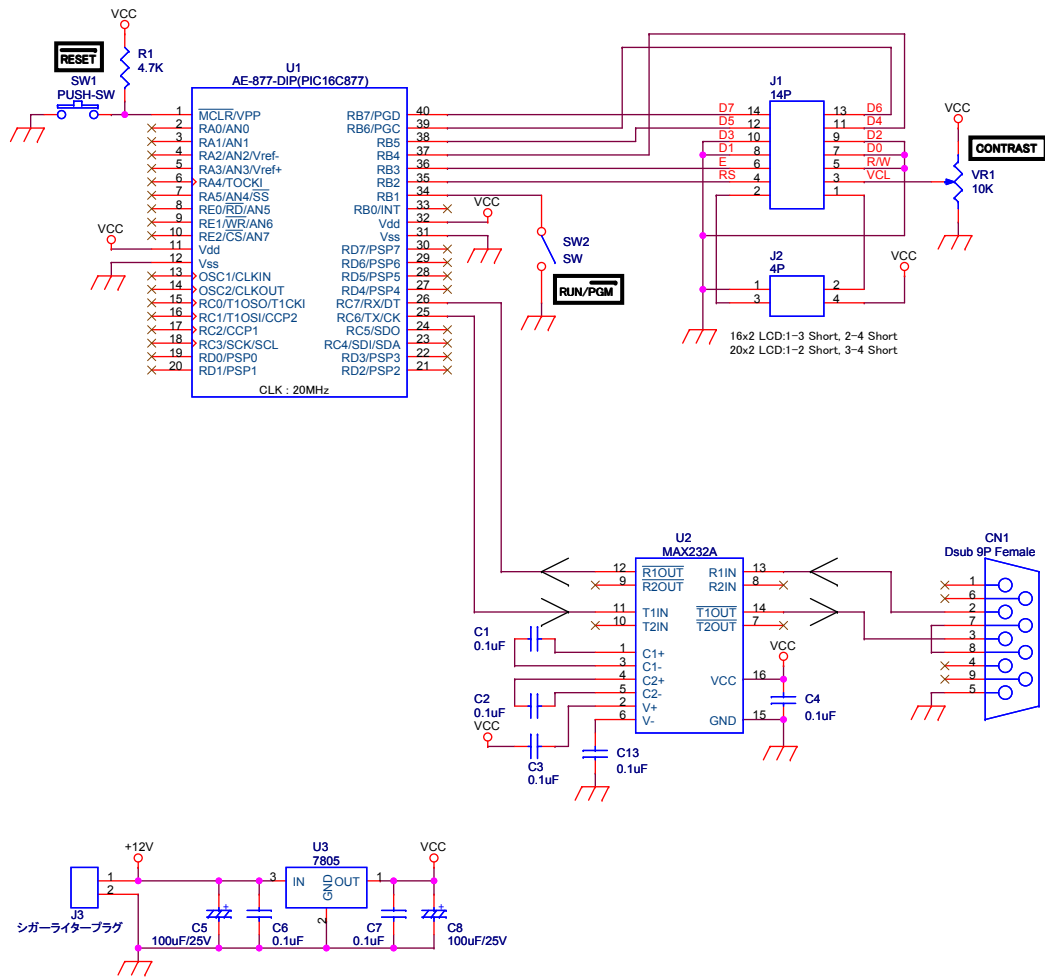 VCC
RESET
R1
4.7K
SW1
PUSH-SW
U1
AE-877-DIP(PIC16C877)
1 MCLR/VPP
2 RA0/AN0
3 RA1/AN1
4 RA2/AN2/Vref-
5 RA3/AN3/Vref+
6 RA4/TOCKI
7 RA5/AN4/SS
8 RE0/RD/AN5
9 RE1/WR/AN6
10 RE2/CS/AN7
11 Vdd
12 Vss
13 OSC1/CLKIN
14 OSC2/CLKOUT
15 RC0/T1OSO/T1CKI
16 RC1/T1OSI/CCP2
17 RC2/CCP1
18 RC3/SCK/SCL
19 RD0/PSP0
20 RD1/PSP1
VCC
RB7/PGD 40
RB6/PGC 39
RB5 38
RB4 37
RB3 36
RB2 35
RB1 34
RB0/INT 33
Vdd 32
Vss 31
RD7/PSP7 30
RD6/PSP6 29
RD5/PSP5 28
RD4/PSP4 27
RC7/RX/DT 26
RC6/TX/CK 25
RC5/SDO 24
RC4/SDI/SDA 23
RD3/PSP3 22
RD2/PSP2 21
CLK : 20MHz
VCC
SW2
SW
RUN/PGM
J1
14P
D7 14 13 D6
D5 12 11 D4
D3 10 9 D2
D1 8 7 D0
E 6 5 R/W
RS 4 3 VCL
2 1
VCC
CONTRAST
VR1
10K
J2
4P
1 2
3 4
VCC
16x2 LCD:1-3 Short, 2-4 Short
20x2 LCD:1-2 Short, 3-4 Short
U2
MAX232A
12 R1OUT R1IN 13
9 R2OUT R2IN 8
11 T1IN T1OUT 14
10 T2IN T2OUT 7
1 C1+
3 C1-
4 C2+
5 C2-
2 V+
6 V-
VCC 16
GND 15
C1
0.1uF
C2
0.1uF
VCC
C3
0.1uF
C13
0.1uF
VCC
C4
0.1uF
CN1
Dsub 9P Female
1
6
2
7
3
8
4
9
5
+12V
1
2
J3
シガーライタープラグ
U3
7805
3 IN GND OUT 1
2
VCC
C5
100uF/25V
C6
0.1uF
C7
0.1uF
C8
100uF/25V